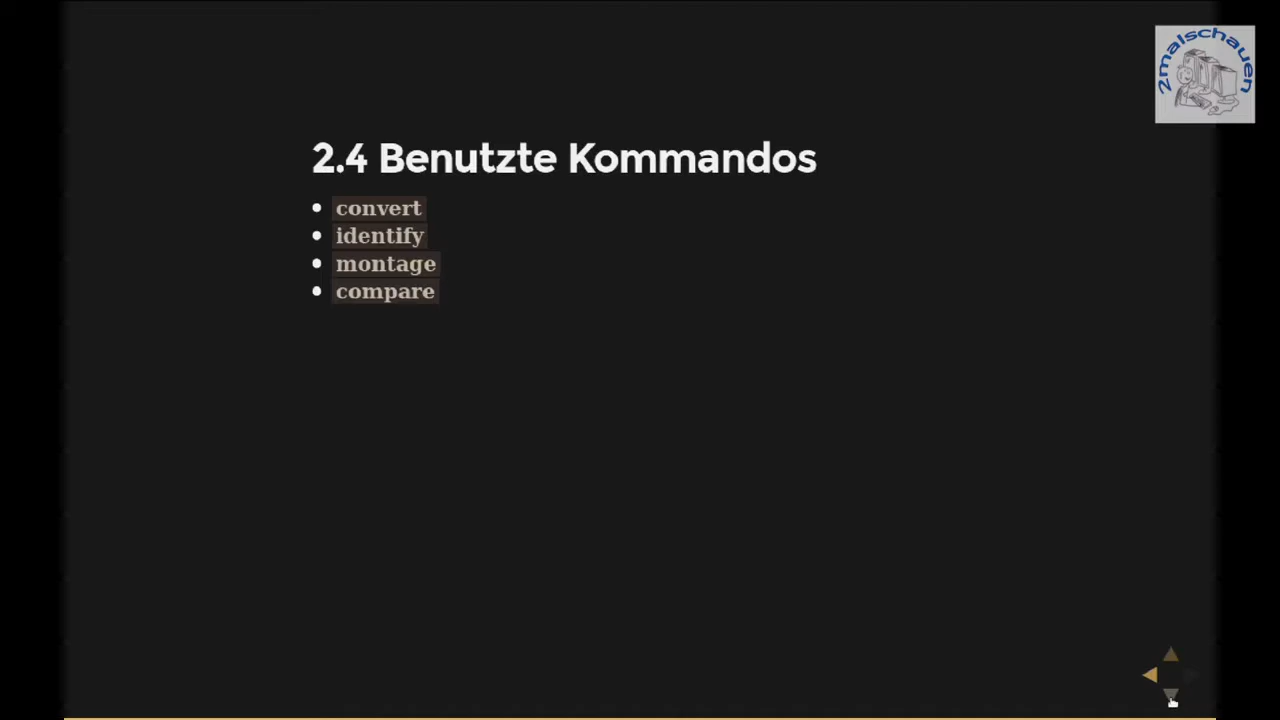 2malschauen
2.4 Benutzte Kommandos
• convert
• identify
• montage
• compare